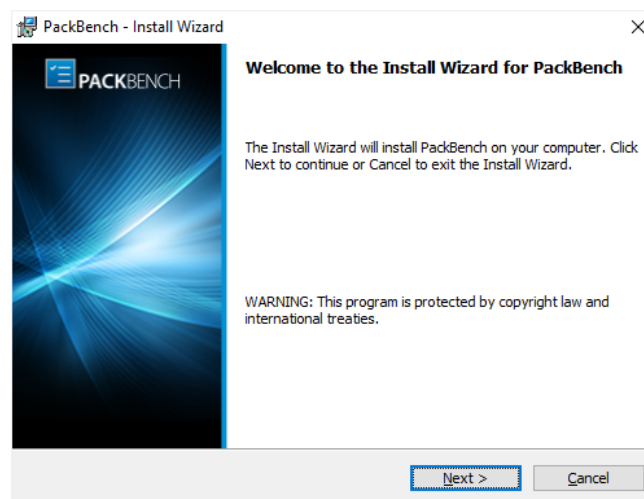 PackBench - Install Wizard
PACKBENCH
Welcome to the Install Wizard for PackBench
The Install Wizard will install PackBench on your computer. Click
Next to continue or Cancel to exit the Install Wizard.
WARNING: This program is protected by copyright law and
international treaties.
Next >
Cancel